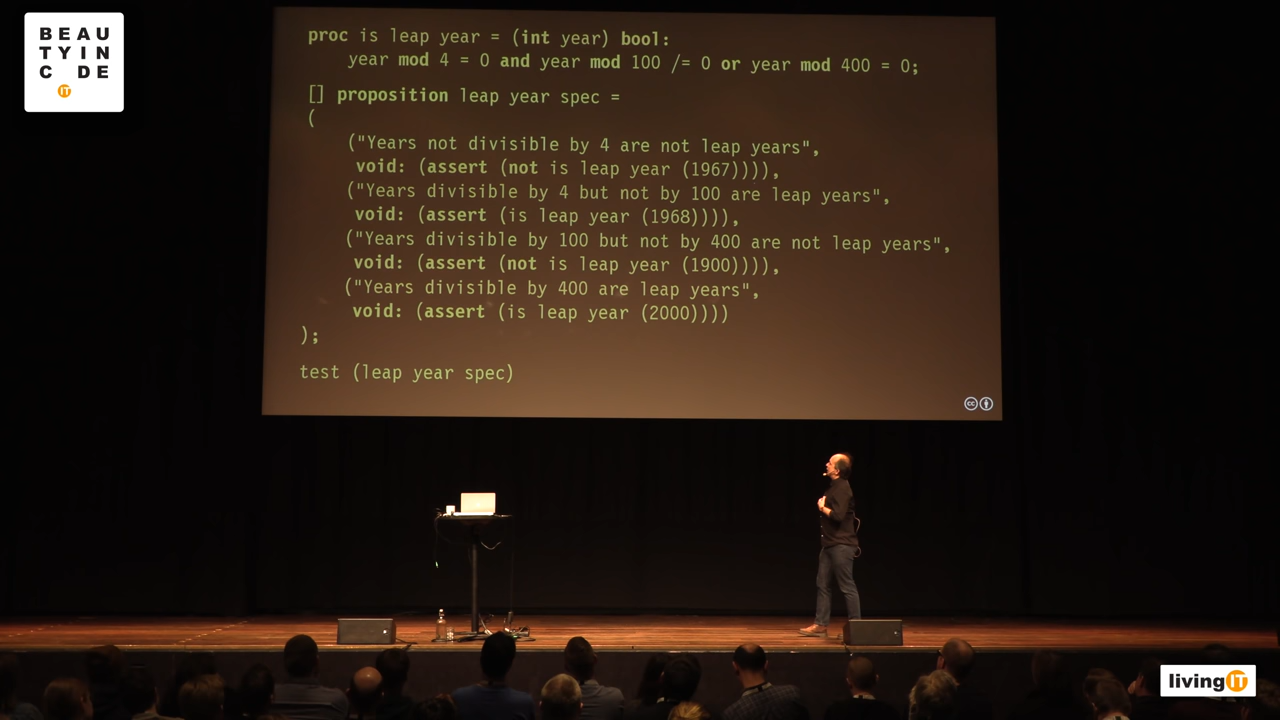 BEAU
TYIN
C DE
IT
proc is leap year = (int year) bool:
year mod 4 = 0 and year mod 100 /= 0 or year mod 400 = 0;
[] proposition leap year spec =
(
("Years not divisible by 4 are not leap years",
void: (assert (not is leap year (1967)))),
("Years divisible by 4 but not by 100 are leap years",
void: (assert (is leap year (1968)))),
("Years divisible by 100 but not by 400 are not leap years",
void: (assert (not is leap year (1900)))),
("Years divisible by 400 are leap years",
void: (assert (is leap year (2000))))
);
test (leap year spec)
cc
livingIT